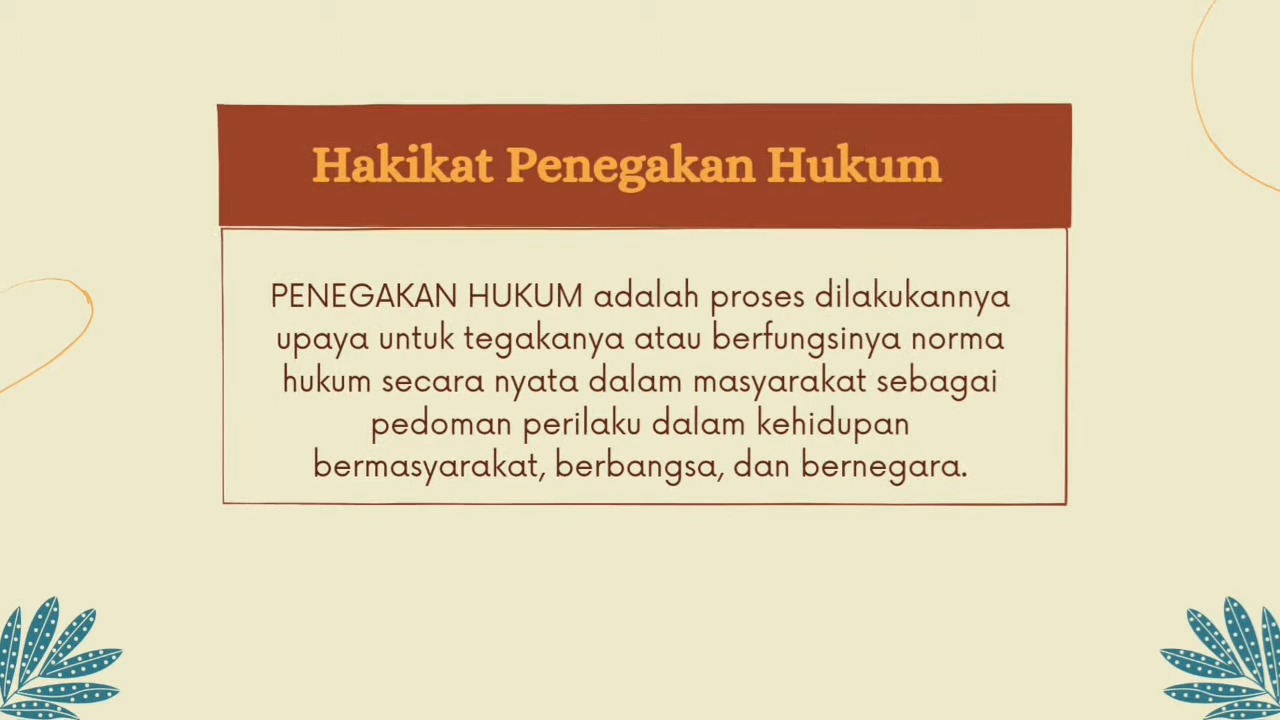 Hakikat Penegakan Hukum
PENEGAKAN HUKUM adalah proses dilakukannya
upaya untuk tegakanya atau berfungsinya norma
hukum secara nyata dalam masyarakat sebagai
pedoman perilaku dalam kehidupan
bermasyarakat, berbangsa, dan bernegara.